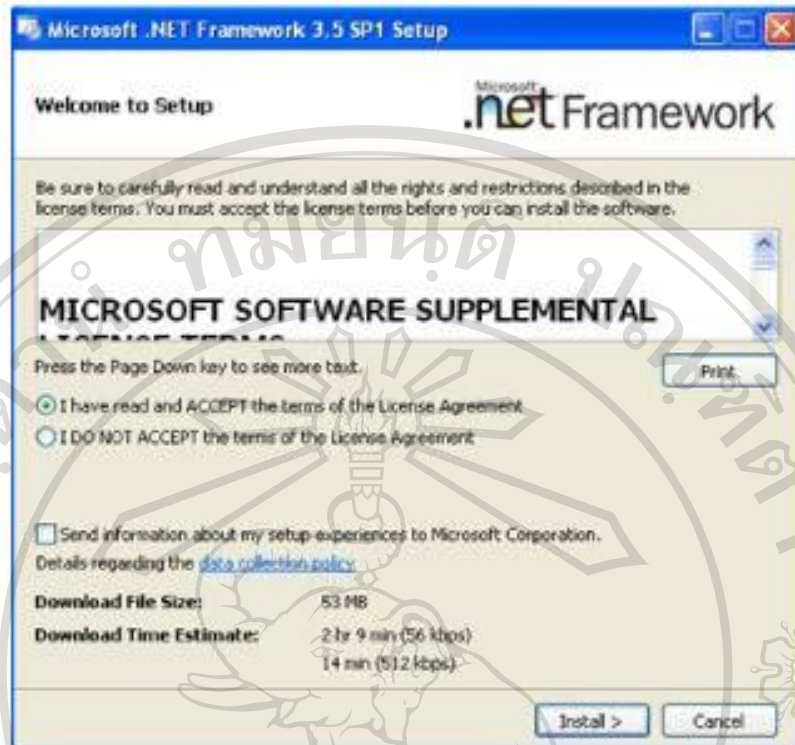 Microsoft .NET Framework 3.5 SP1 Setup
Welcome to Setup
Microsoft
.net Framework
Be sure to carefully read and understand all the rights and restrictions described in the
license terms. You must accept the license terms before you can install the software.
MICROSOFT SOFTWARE SUPPLEMENTAL
LICENSE TERMS
Press the Page Down key to see more text.
Print
I have read and ACCEPT the terms of the License Agreement
I DO NOT ACCEPT the terms of the License Agreement
Send information about my setup experiences to Microsoft Corporation.
Details regarding the data collection policy
Download File Size: 53 MB
Download Time Estimate: 2 hr 9 min (56 kbps)
14 min (512 kbps)
Install >
Cancel